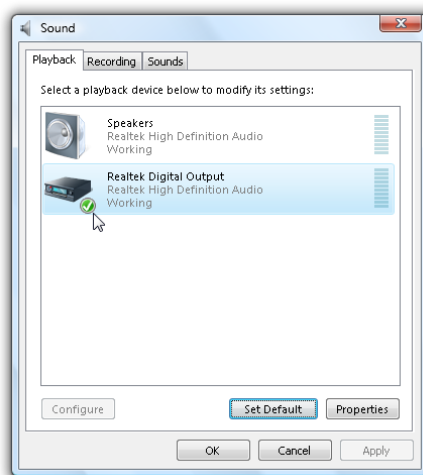 Sound
Playback Recording Sounds
Select a playback device below to modify its settings:
Speakers
Realtek High Definition Audio
Working
Realtek Digital Output
Realtek High Definition Audio
Working
Configure Set Default Properties
OK Cancel Apply